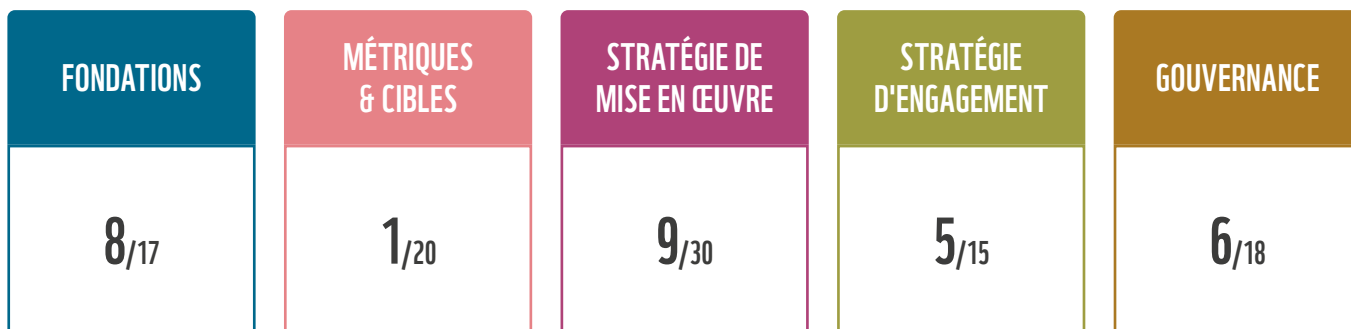 FONDATIONS
8/17
MÉTRIQUES
& CIBLES
1/20
STRATÉGIE DE
MISE EN ŒUVRE
9/30
STRATÉGIE
D'ENGAGEMENT
5/15
GOUVERNANCE
6/18